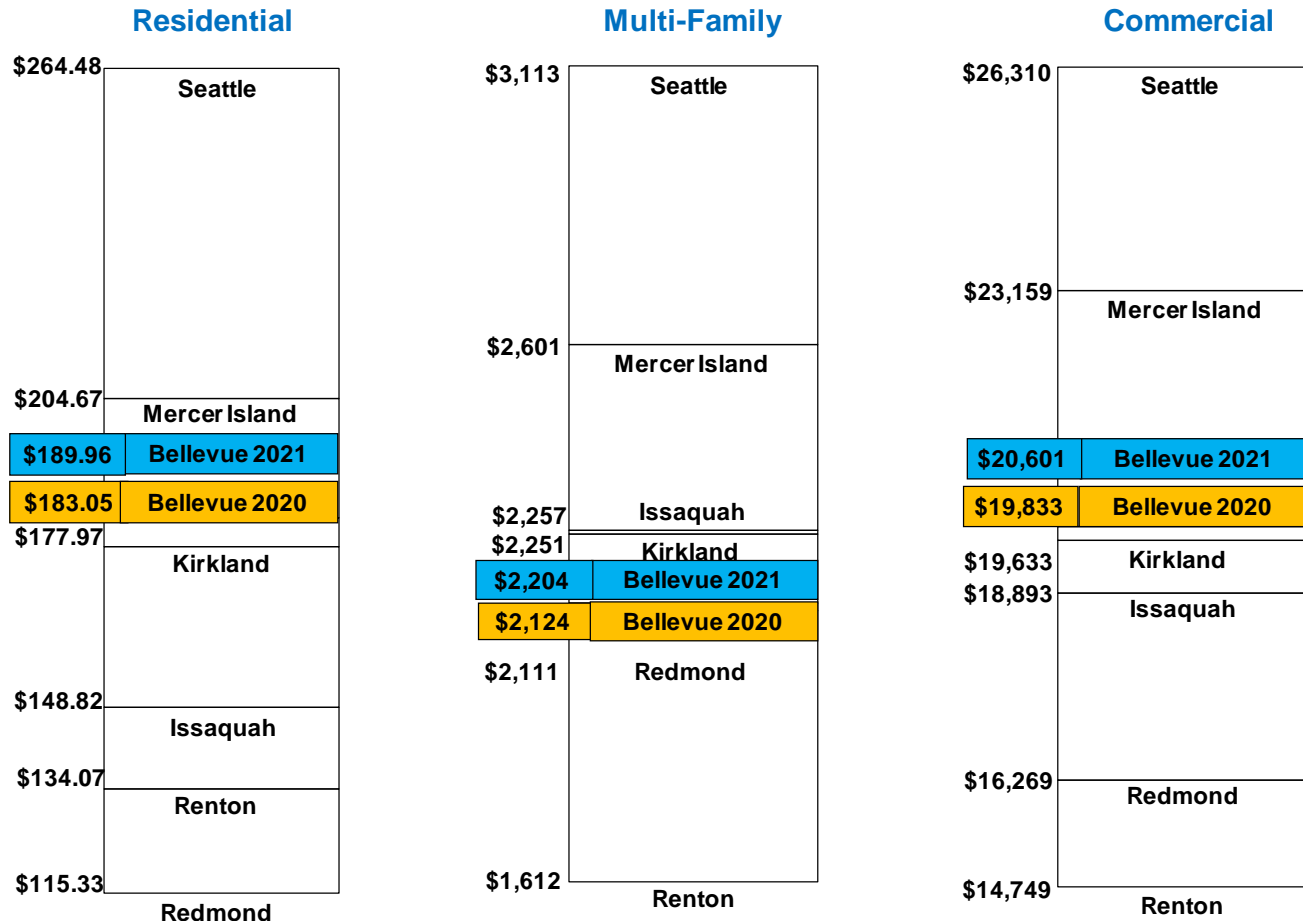 Residential
$264.48
Seattle
$204.67
Mercer Island
$189.96 Bellevue 2021
$183.05 Bellevue 2020
$177.97
Kirkland
$148.82
Issaquah
$134.07
Renton
$115.33
Redmond
Multi-Family
$3,113
Seattle
$2,601
Mercer Island
$2,257
Issaquah
$2,251
Kirkland
$2,204 Bellevue 2021
$2,124 Bellevue 2020
$2,111 Redmond
$1,612
Renton
Commercial
$26,310
Seattle
$23,159
Mercer Island
$20,601 Bellevue 2021
$19,833 Bellevue 2020
$19,633 Kirkland
$18,893
Issaquah
$16,269
Redmond
$14,749
Renton